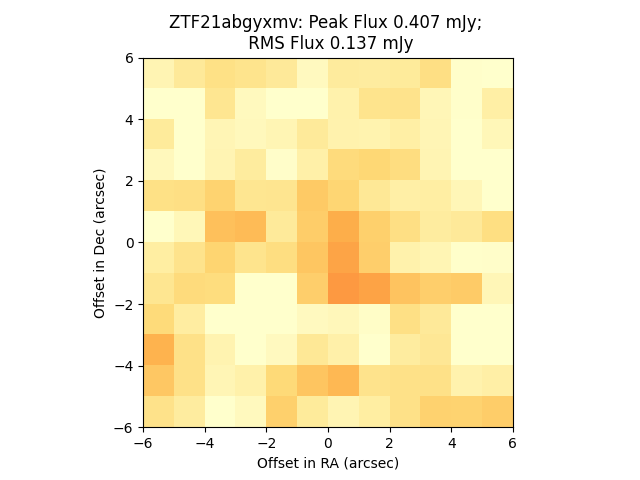 ZTF21abgyxmv: Peak Flux 0.407 mJy;
RMS Flux 0.137 mJy
6
4
2
0
−2
−4
−6
Offset in Dec (arcsec)
−6 −4 −2 0 2 4 6
Offset in RA (arcsec)